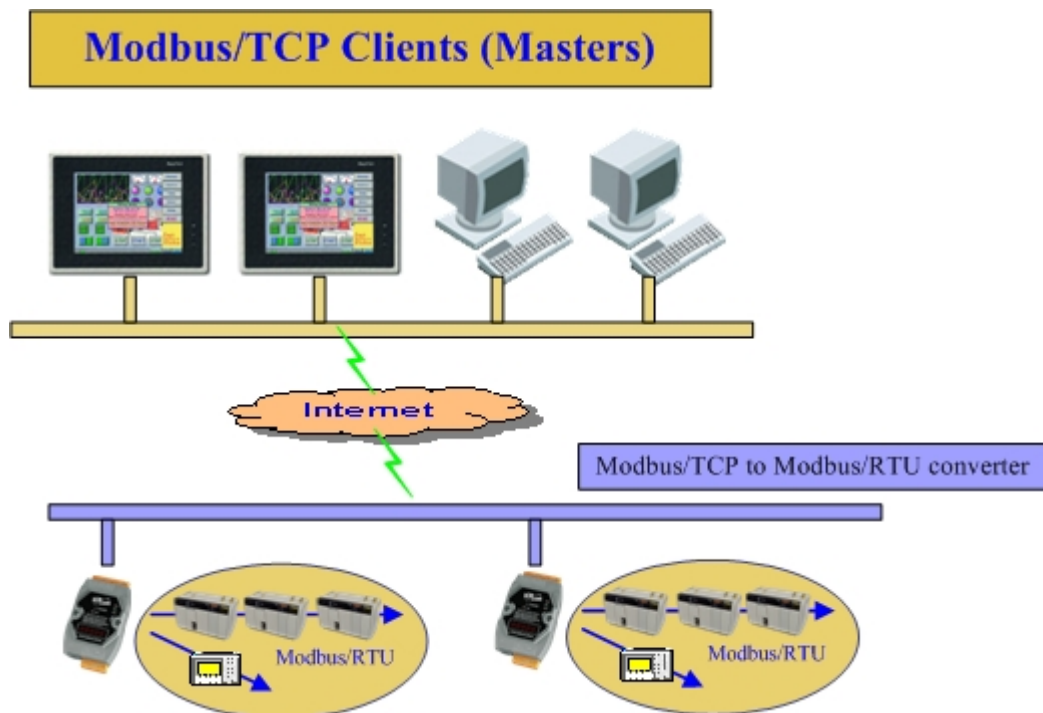 Modbus/TCP Clients (Masters)
Internet
Modbus/TCP to Modbus/RTU converter
Modbus/RTU
Modbus/RTU